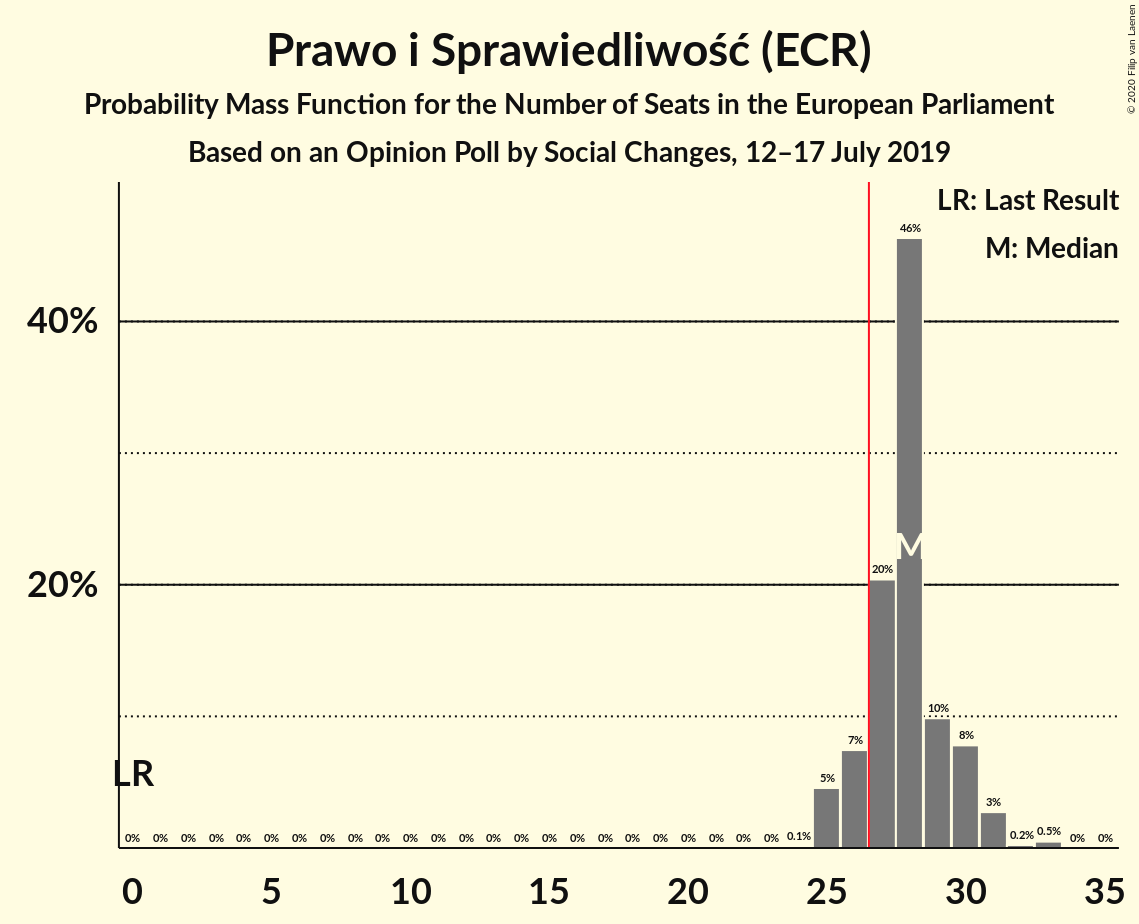 Prawo i Sprawiedliwość (ECR)
Probability Mass Function for the Number of Seats in the European Parliament
Based on an Opinion Poll by Social Changes, 12–17 July 2019
© 2020 Filip van Laenen
LR: Last Result
M: Median
46%
40%
M
20%
20%
10%
8%
7%
LR
5%
3%
0% 0% 0% 0% 0% 0% 0% 0% 0% 0% 0% 0% 0% 0% 0% 0% 0% 0% 0% 0% 0% 0% 0% 0% 0.1% 0.2% 0.5% 0% 0%
0 5 10 15 20 25 30 35